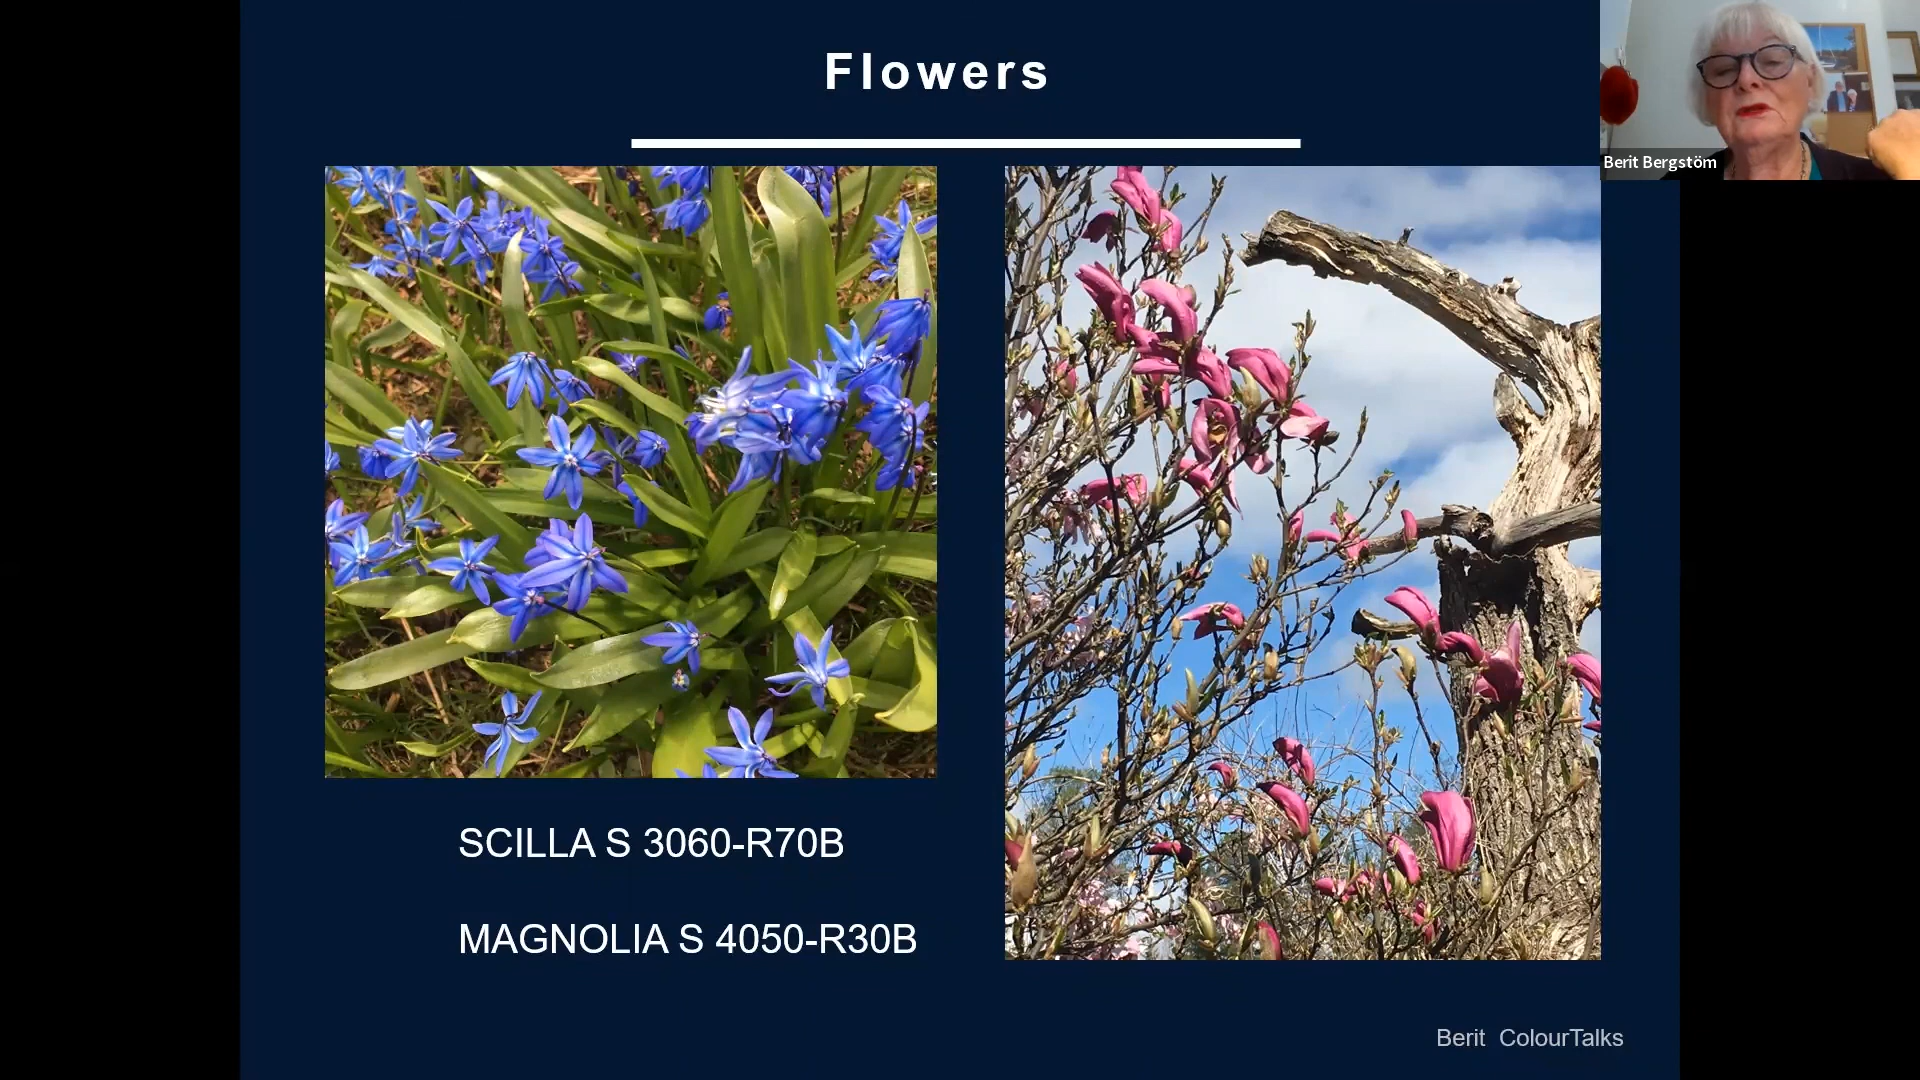 Flowers
Berit Bergstöm
SCILLA S 3060-R70B
MAGNOLIA S 4050-R30B
Berit ColourTalks